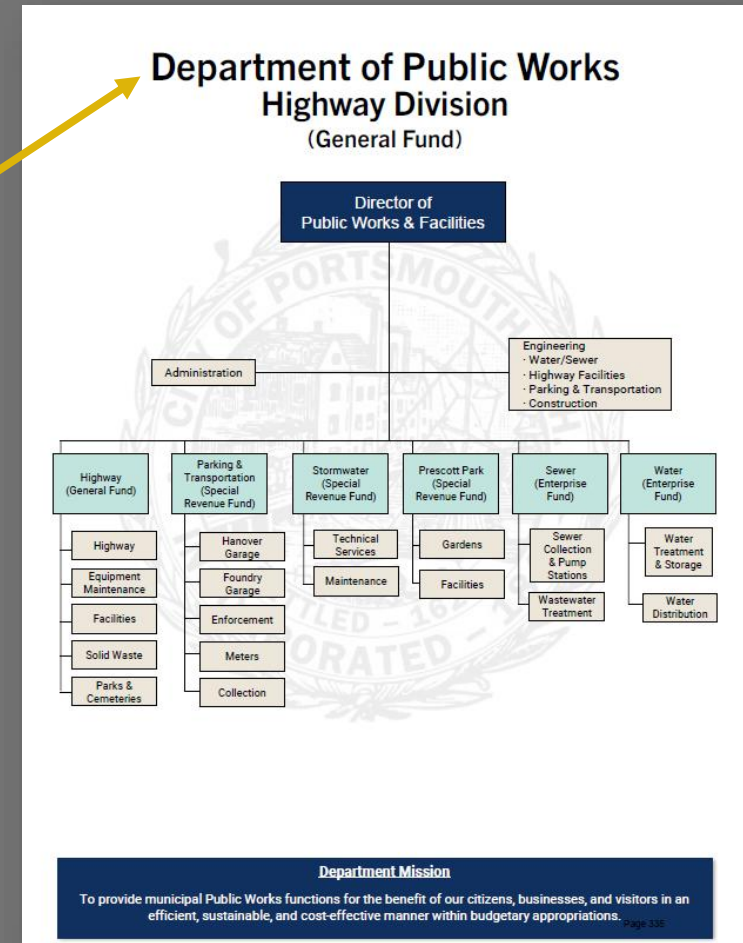 Department of Public Works
Highway Division
(General Fund)
Director of
Public Works & Facilities
Administration
Engineering
· Water/Sewer
· Highway Facilities
· Parking & Transportation
· Construction
Highway
(General Fund)
Highway
Equipment
Maintenance
Facilities
Solid Waste
Parks &
Cemeteries
Parking &
Transportation
(Special
Revenue Fund)
Hanover
Garage
Foundry
Garage
Enforcement
Meters
Collection
Stormwater
(Special
Revenue Fund)
Technical
Services
Maintenance
Prescott Park
(Special
Revenue Fund)
Gardens
Facilities
Sewer
(Enterprise
Fund)
Sewer
Collection
& Pump
Stations
Wastewater
Treatment
Water
(Enterprise
Fund)
Water
Treatment
& Storage
Water
Distribution
CITY OF PORTSMOUTH
Department Mission
To provide municipal Public Works functions for the benefit of our citizens, businesses, and visitors in an
efficient, sustainable, and cost-effective manner within budgetary appropriations.
Page 335